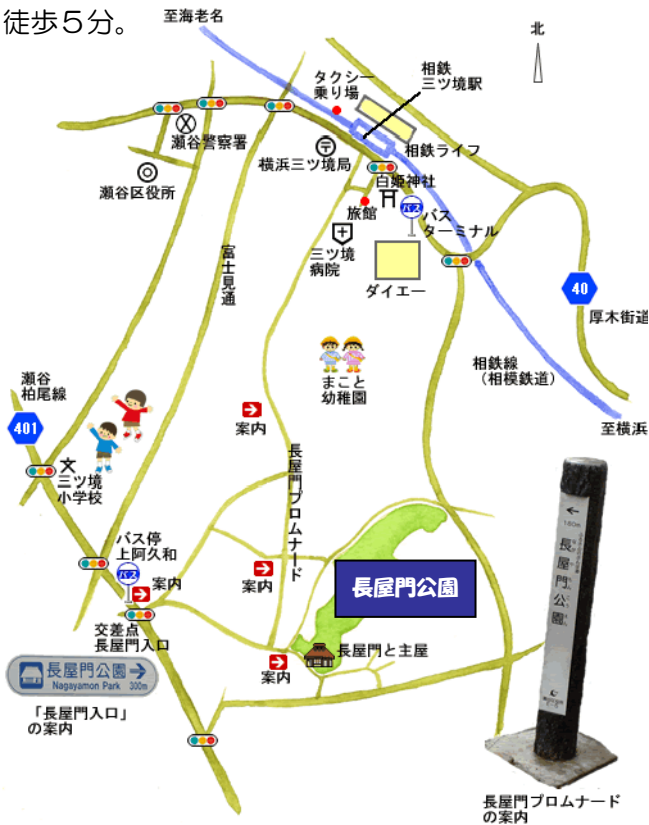 徒歩５分。
至海老名
北
タクシー
乗り場
相鉄
三ツ境駅
瀬谷警察署
横浜三ツ境局
相鉄ライフ
瀬谷区役所
白姫神社
旅館
バス
バス
ターミナル
三ツ境
病院
ダイエー
富士見通
40
厚木街道
まこと
幼稚園
相鉄線
（相模鉄道）
至横浜
瀬谷
柏尾線
401
案内
三ツ境
小学校
長屋門プロムナード
バス停
上阿久和
バス
案内
案内
長屋門公園
交差点
長屋門入口
長屋門と主屋
案内
長屋門公園
Nagayamon Park 300m
「長屋門入口」
の案内
180m
長屋門公園
長屋門プロムナード
の案内